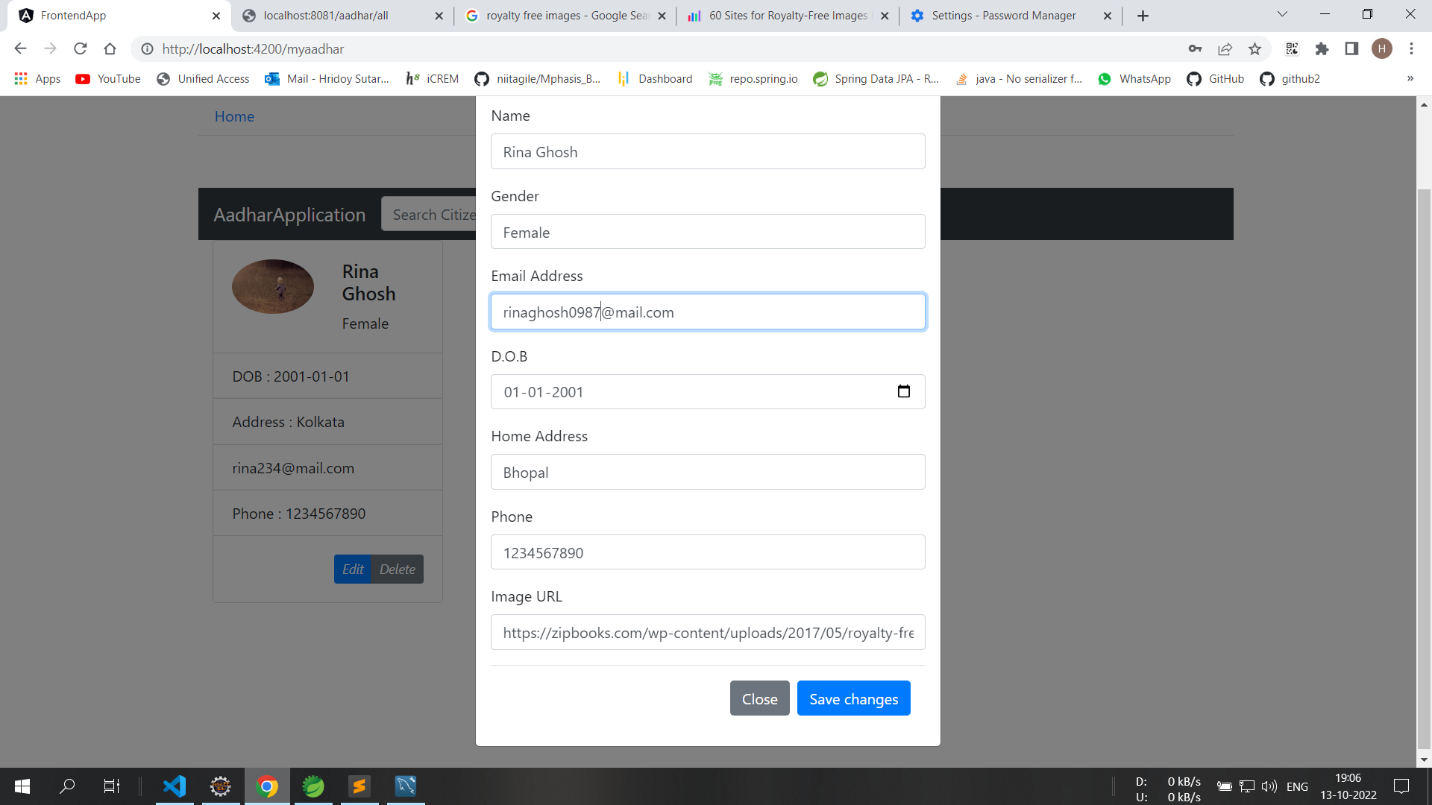 FrontendApp
localhost:8081/aadhar/all
royalty free images - Google Sea
60 Sites for Royalty-Free Images
Settings - Password Manager
http://localhost:4200/myaadhar
H
Apps
YouTube
Unified Access
Mail - Hridoy Sutar...
iCREM
niitagile/Mphasis_B...
Dashboard
repo.spring.io
Spring Data JPA - R...
java - No serializer f...
WhatsApp
GitHub
github2
»
Home
AadharApplication
Search Citize
Rina
Ghosh
Female
DOB : 2001-01-01
Address : Kolkata
rina234@mail.com
Phone : 1234567890
Edit
Delete
Name
Rina Ghosh
Gender
Female
Email Address
rinaghosh0987@mail.com
D.O.B
01-01-2001
Home Address
Bhopal
Phone
1234567890
Image URL
https://zipbooks.com/wp-content/uploads/2017/05/royalty-fre
Close
Save changes
D: 0 kB/s
U: 0 kB/s
ENG
19:06
13-10-2022